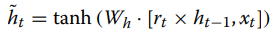 h̃_t = tanh (W_h · [r_t × h_{t−1}, x_t])